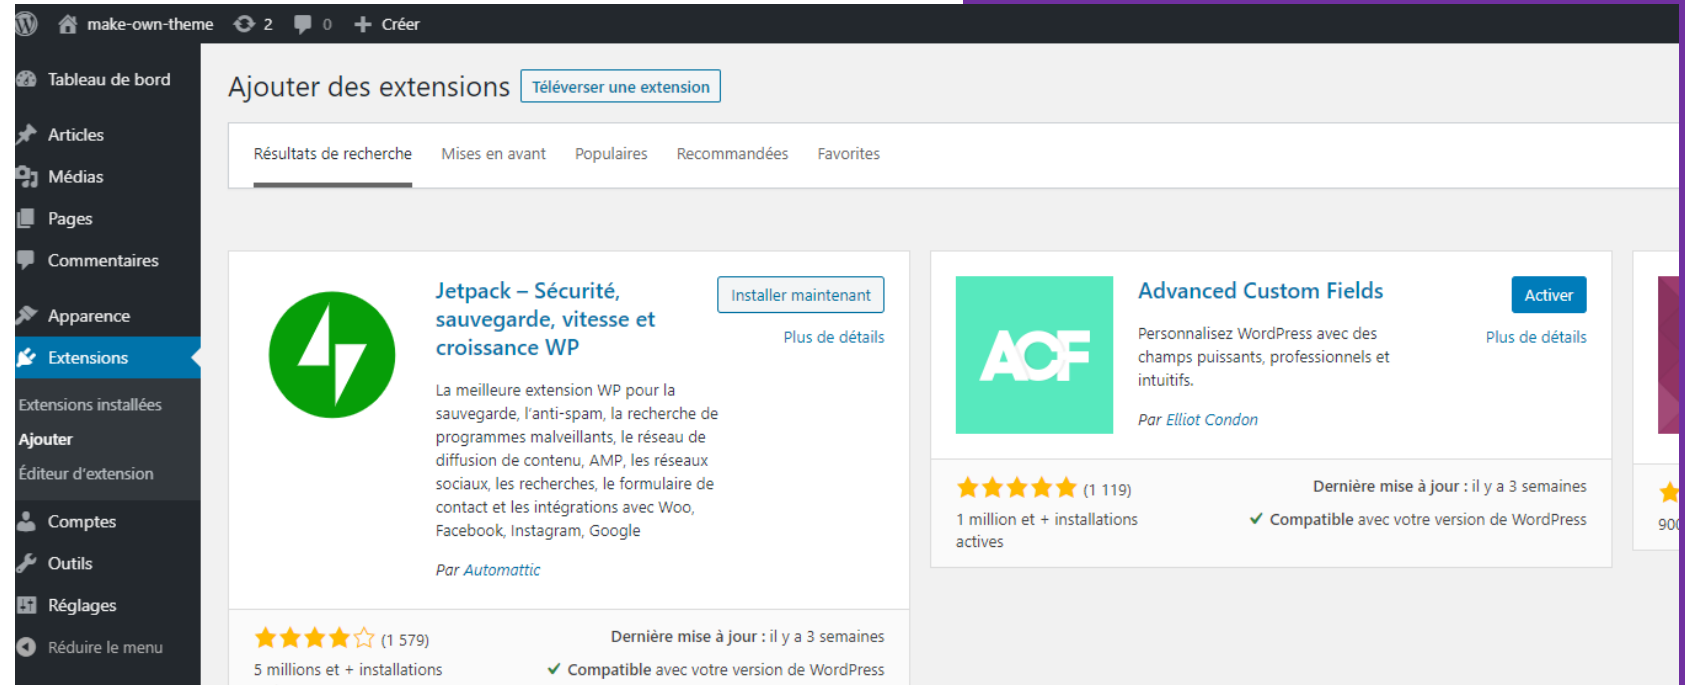 make-own-theme 2 0 + Créer
Tableau de bord
Articles
Médias
Pages
Commentaires
Apparence
Extensions
Extensions installées
Ajouter
Éditeur d'extension
Comptes
Outils
Réglages
Réduire le menu
Ajouter des extensions Téléverser une extension
Résultats de recherche Mises en avant Populaires Recommandées Favorites
Jetpack – Sécurité,
sauvegarde, vitesse et
croissance WP
Installer maintenant
Plus de détails
La meilleure extension WP pour la
sauvegarde, l'anti-spam, la recherche de
programmes malveillants, le réseau de
diffusion de contenu, AMP, les réseaux
sociaux, les recherches, le formulaire de
contact et les intégrations avec Woo,
Facebook, Instagram, Google
Par Automattic
(1 579)
5 millions et + installations
Dernière mise à jour : il y a 3 semaines
Compatible avec votre version de WordPress
ACF
Advanced Custom Fields
Activer
Plus de détails
Personnalisez WordPress avec des
champs puissants, professionnels et
intuitifs.
Par Elliot Condon
(1 119)
1 million et + installations
actives
Dernière mise à jour : il y a 3 semaines
Compatible avec votre version de WordPress